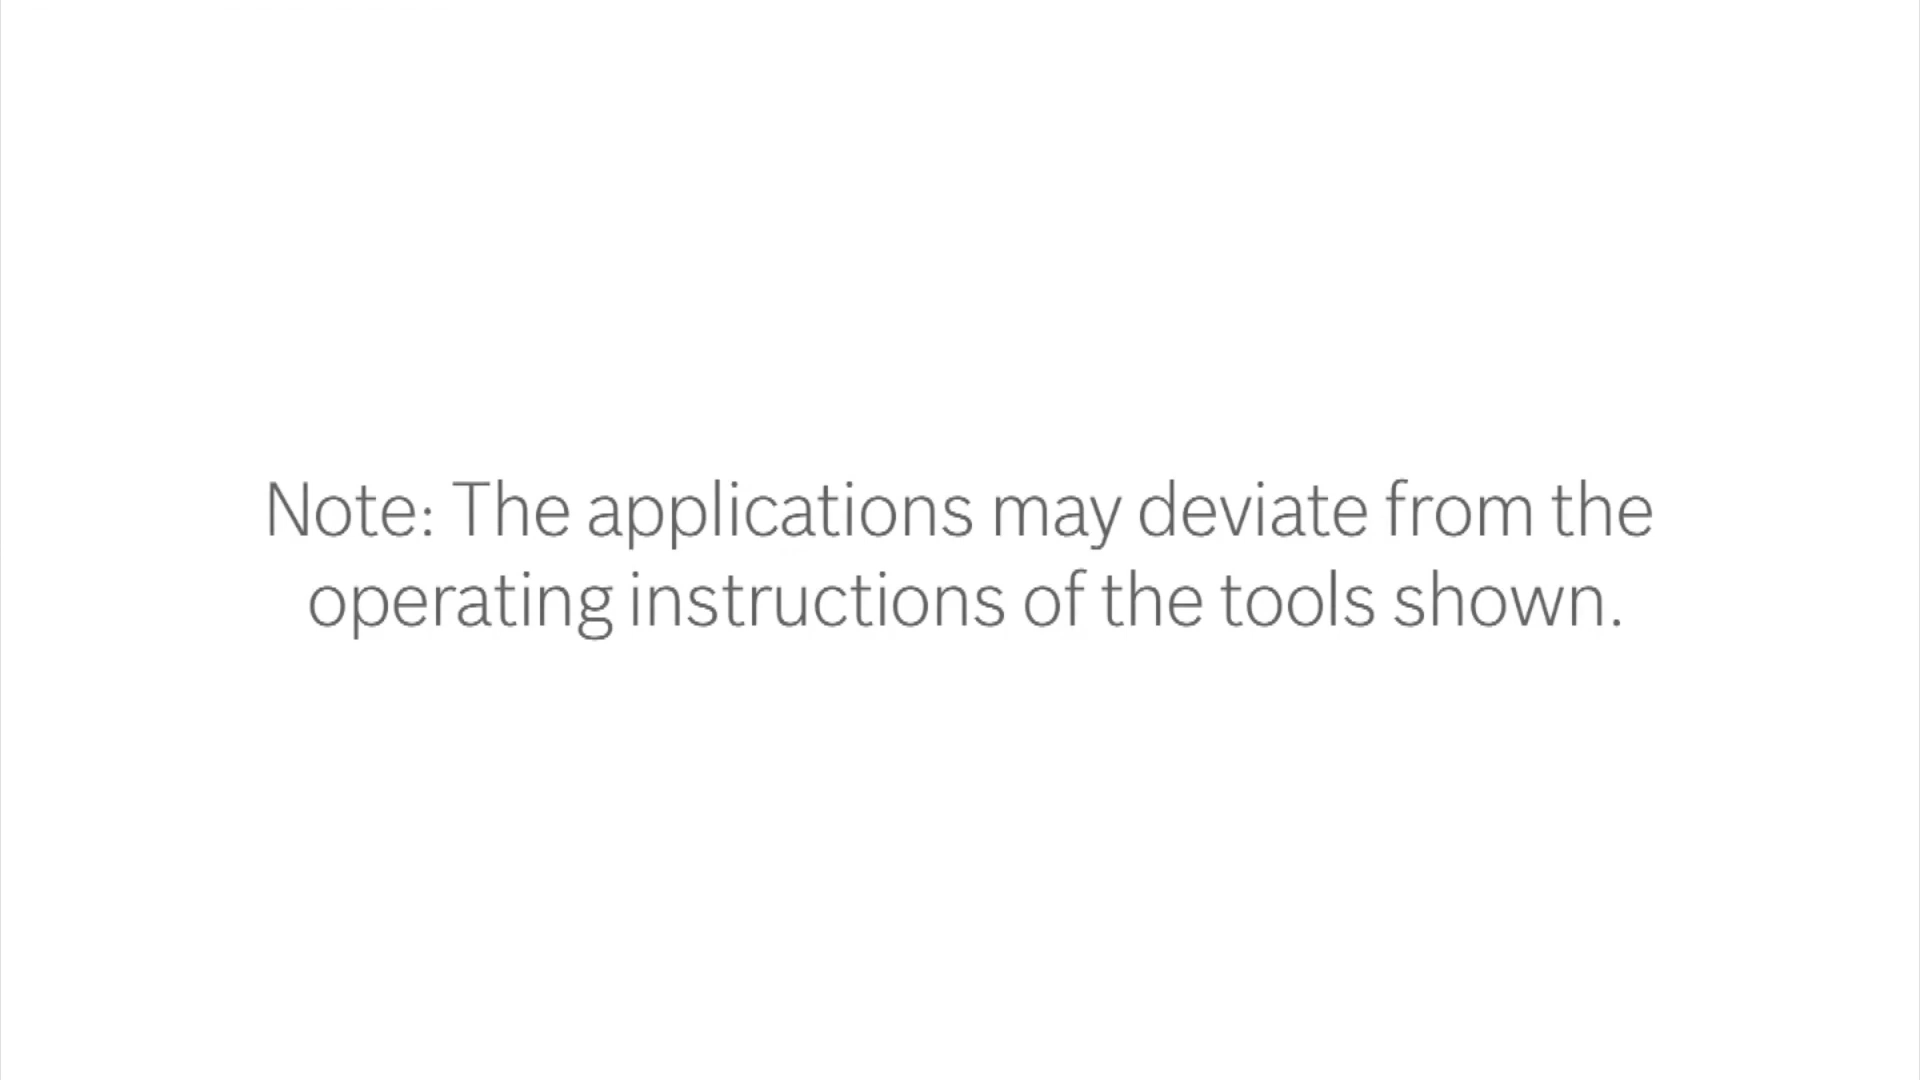 Note: The applications may deviate from the
operating instructions of the tools shown.